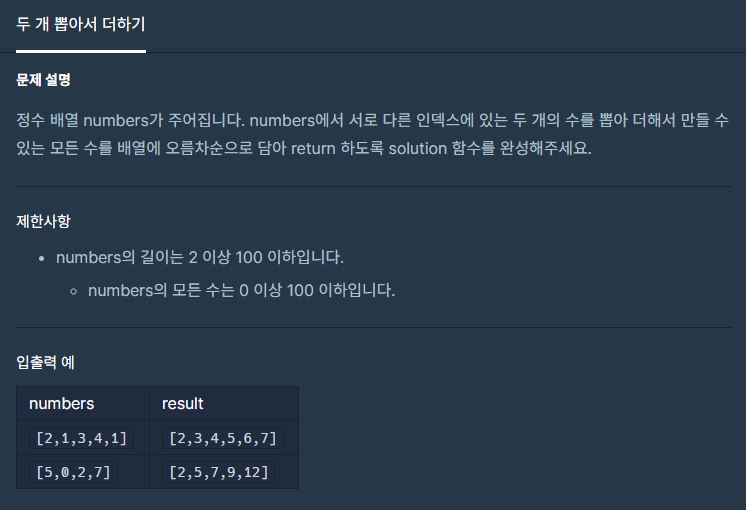 두 개 뽑아서 더하기
문제 설명
정수 배열 numbers가 주어집니다. numbers에서 서로 다른 인덱스에 있는 두 개의 수를 뽑아 더해서 만들 수
있는 모든 수를 배열에 오름차순으로 담아 return 하도록 solution 함수를 완성해주세요.
제한사항
• numbers의 길이는 2 이상 100 이하입니다.
◦ numbers의 모든 수는 0 이상 100 이하입니다.
입출력 예
numbers result
[2,1,3,4,1] [2,3,4,5,6,7]
[5,0,2,7] [2,5,7,9,12]